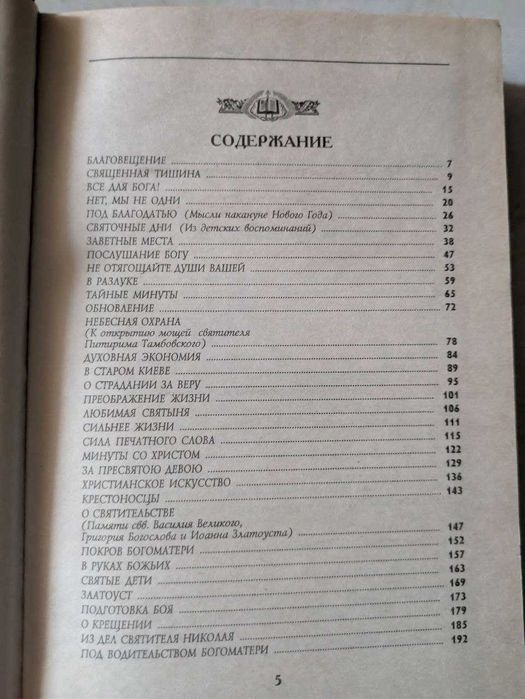 СОДЕРЖАНИЕ
БЛАГОВЕЩЕНИЕ 7
СВЯЩЕННАЯ ТИШИНА 9
ВСЕ ДЛЯ БОГА! 15
НЕТ, МЫ НЕ ОДНИ 20
ПОД БЛАГОДАТЬЮ (Мысли накануне Нового Года) 26
СВЯТОЧНЫЕ ДНИ (Из детских воспоминаний) 32
ЗАВЕТНЫЕ МЕСТА 38
ПОСЛУШАНИЕ БОГУ 47
НЕ ОТЯГОЩАЙТЕ ДУШИ ВАШЕЙ 53
В РАЗЛУКЕ 59
ТАЙНЫЕ МИНУТЫ 65
ОБНОВЛЕНИЕ 72
НЕБЕСНАЯ ОХРАНА
(К открытию мощей святителя
Питирима Тамбовского) 78
ДУХОВНАЯ ЭКОНОМИЯ 84
В СТАРОМ КИЕВЕ 89
О СТРАДАНИИ ЗА ВЕРУ 95
ПРЕОБРАЖЕНИЕ ЖИЗНИ 101
ЛЮБИМАЯ СВЯТЫНЯ 106
СИЛЬНЕЕ ЖИЗНИ 111
СИЛА ПЕЧАТНОГО СЛОВА 115
МИНУТЫ СО ХРИСТОМ 122
ЗА ПРЕСВЯТОЮ ДЕВОЮ 129
ХРИСТИАНСКОЕ ИСКУССТВО 136
КРЕСТОНОСЦЫ 143
О СВЯТИТЕЛЬСТВЕ
(Памяти свв. Василия Великого,
Григория Богослова и Иоанна Златоуста) 147
ПОКРОВ БОГОМАТЕРИ 152
В РУКАХ БОЖЬИХ 157
СВЯТЫЕ ДЕТИ 163
ЗЛАТОУСТ 169
ПОДГОТОВКА БОЯ 173
О КРЕЩЕНИИ 179
ИЗ ДЕЛ СВЯТИТЕЛЯ НИКОЛАЯ 185
ПОД ВОДИТЕЛЬСТВОМ БОГОМАТЕРИ 192
5